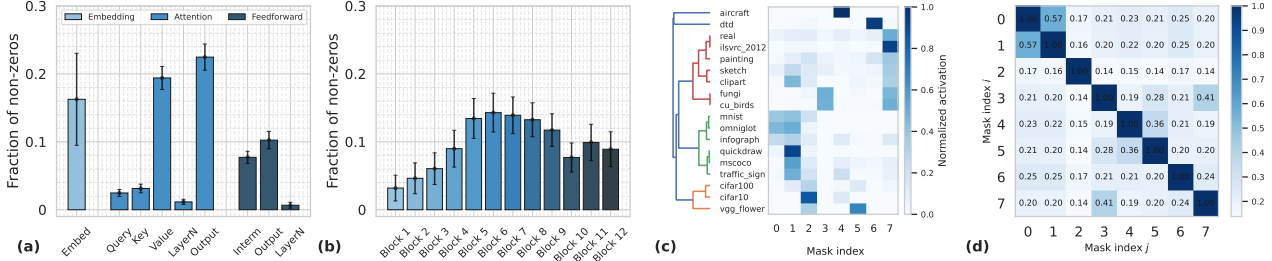 Embedding Attention Feedforward
Fraction of non-zeros
0.3
0.2
0.1
0
Embed
Query
Key
Value
LayerN
Output
Interm
Output
LayerN
(a)
Fraction of non-zeros
0.3
0.2
0.1
0
Block 1
Block 2
Block 3
Block 4
Block 5
Block 6
Block 7
Block 8
Block 9
Block 10
Block 11
Block 12
(b)
aircraft
dtd
real
ilsvrc_2012
painting
sketch
clipart
fungi
cu_birds
mnist
omniglot
infograph
quickdraw
mscoco
traffic_sign
cifar100
cifar10
vgg_flower
0 1 2 3 4 5 6 7
Mask index
1.0
0.8
0.6
0.4
0.2
0.0
Normalized activation
(c)
Mask index i
0 1.00 0.57 0.17 0.21 0.23 0.21 0.25 0.20
1 0.57 1.00 0.16 0.20 0.22 0.20 0.25 0.20
2 0.17 0.16 1.00 0.14 0.15 0.14 0.17 0.14
3 0.21 0.20 0.14 1.00 0.19 0.28 0.21 0.41
4 0.23 0.22 0.15 0.19 1.00 0.36 0.21 0.19
5 0.21 0.20 0.14 0.28 0.36 1.00 0.20 0.20
6 0.25 0.25 0.17 0.21 0.21 0.20 1.00 0.24
7 0.20 0.20 0.14 0.41 0.19 0.20 0.24 1.00
0 1 2 3 4 5 6 7
Mask index j
1.0
0.9
0.8
0.7
0.6
0.5
0.4
0.3
0.2
(d)